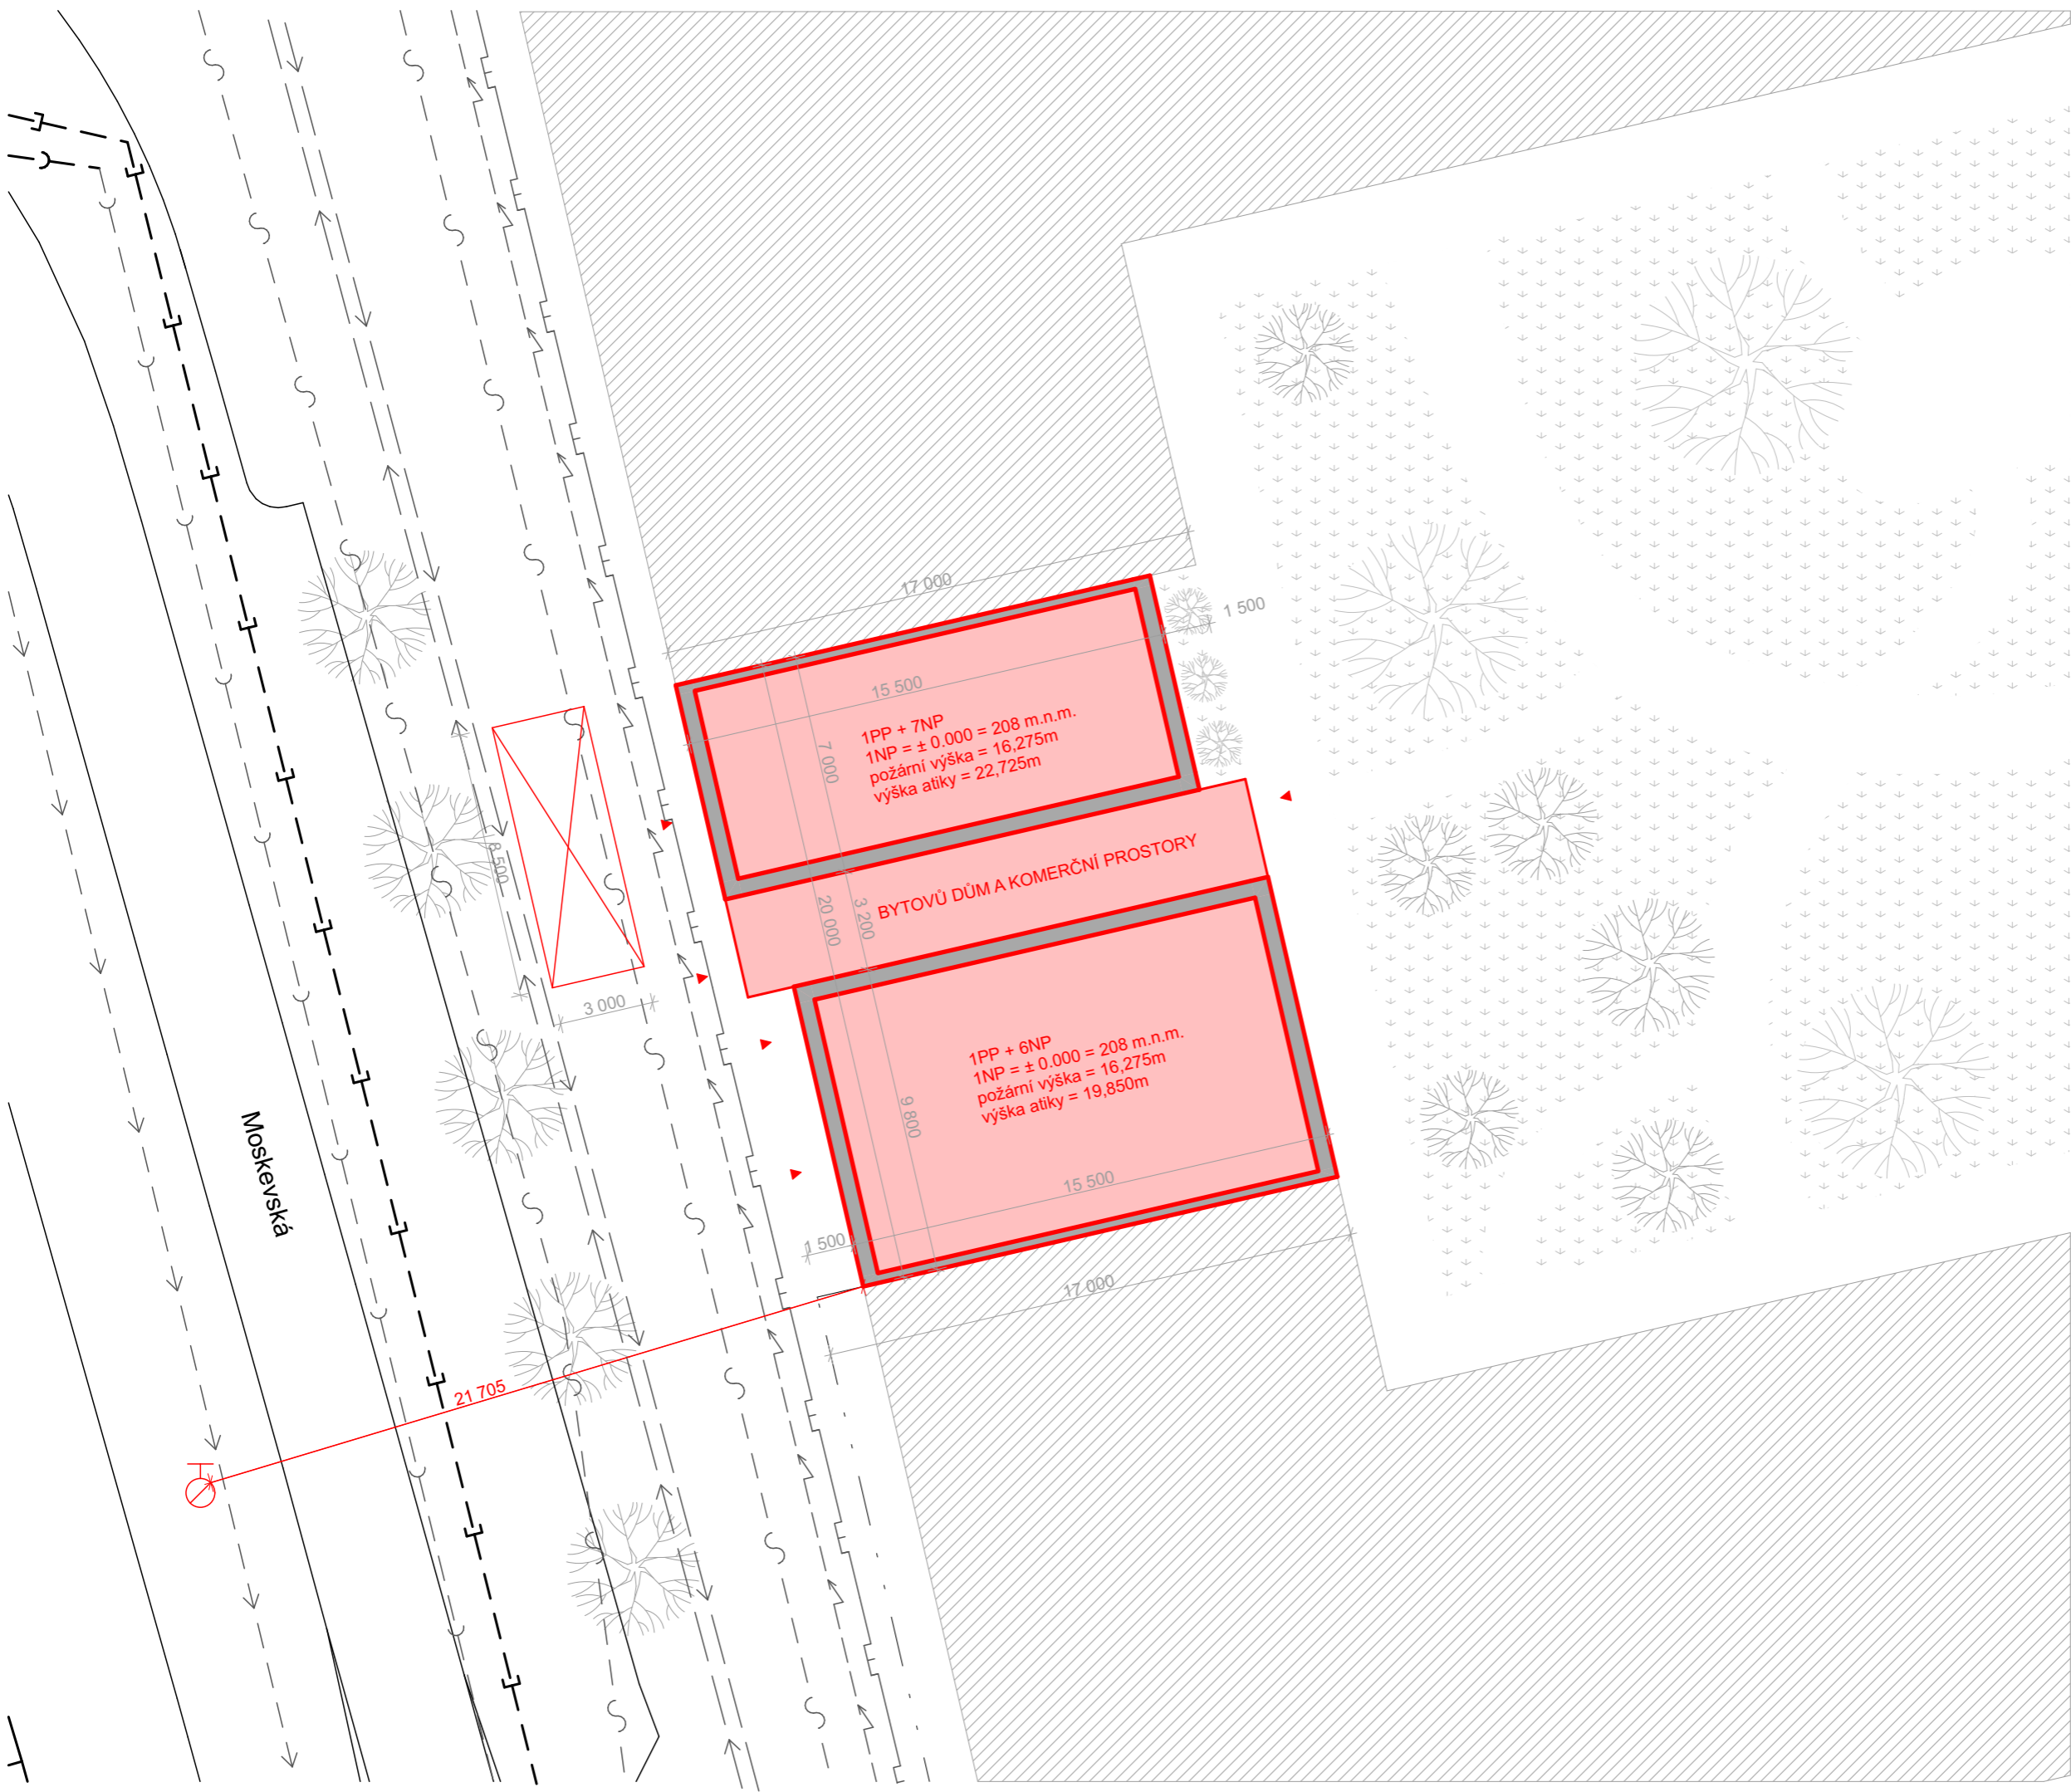 17 000
1 500
15 500
1PP + 7NP
1NP = ± 0.000 = 208 m.n.m.
požární výška = 16,275m
výška atiky = 22,725m
7 000
8 500
BYTOVŮ DŮM A KOMERČNÍ PROSTORY
20 000
3 200
3 000
1PP + 6NP
1NP = ± 0.000 = 208 m.n.m.
požární výška = 16,275m
výška atiky = 19,850m
9 800
Moskevská
15 500
1 500
17 000
21 705